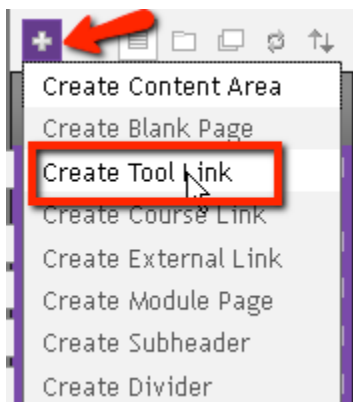 Create Content Area
Create Blank Page
Create Tool Link
Create Course Link
Create External Link
Create Module Page
Create Subheader
Create Divider